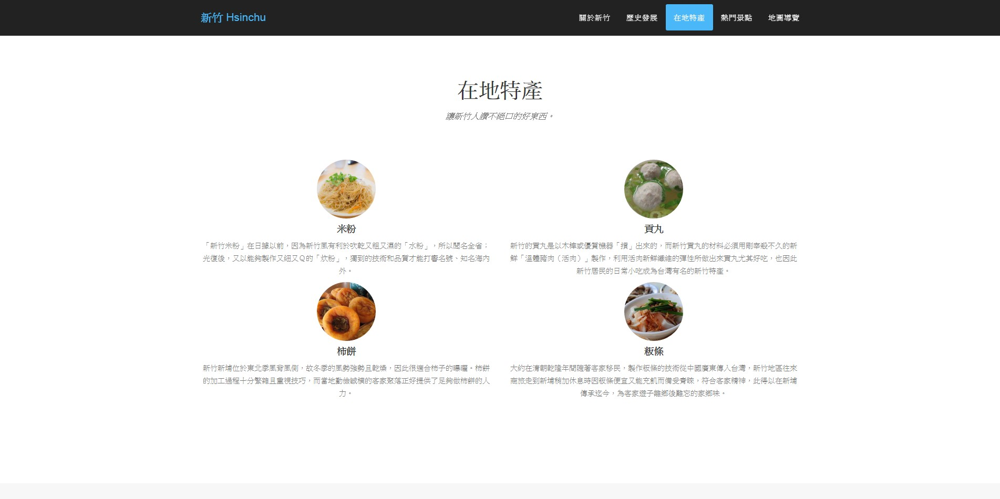 新竹 Hsinchu
關於新竹
歷史發展
在地特產
熱門景點
地圖導覽
在地特產
讓新竹人讚不絕口的好東西。
米粉
「新竹米粉」在日據以前，因為新竹風有利於吹乾又粗又濕的「水粉」，所以聞名全省；
光復後，又以能夠製作又細又Ｑ的「炊粉」，獨到的技術和品質才能打響名號、知名海內
外。
貢丸
新竹的貢丸是以木棒或優質機器「摃」出來的，而新竹貢丸的材料必須用剛宰殺不久的新
鮮「溫體豬肉（活肉）」製作，利用活肉新鮮纖維的彈性所做出來貢丸尤其好吃，也因此
新竹居民的日常小吃成為台灣有名的新竹特產。
柿餅
新竹新埔位於東北季風背風側，故冬季的風勢強勢且乾燥，因此很適合柿子的曝曬。柿餅
的加工過程十分繁雜且重視技巧，而當地勤儉誠樸的客家聚落正好提供了足夠做柿餅的人
力。
粄條
大約在清朝乾隆年間隨著客家移民，製作粄條的技術從中國廣東傳入台灣，新竹地區往來
商旅走到新埔稍加休息時因粄條便宜又能充飢而備受青睞，符合客家精神，此得以在新埔
傳承迄今，為客家遊子離鄉後難忘的家鄉味。